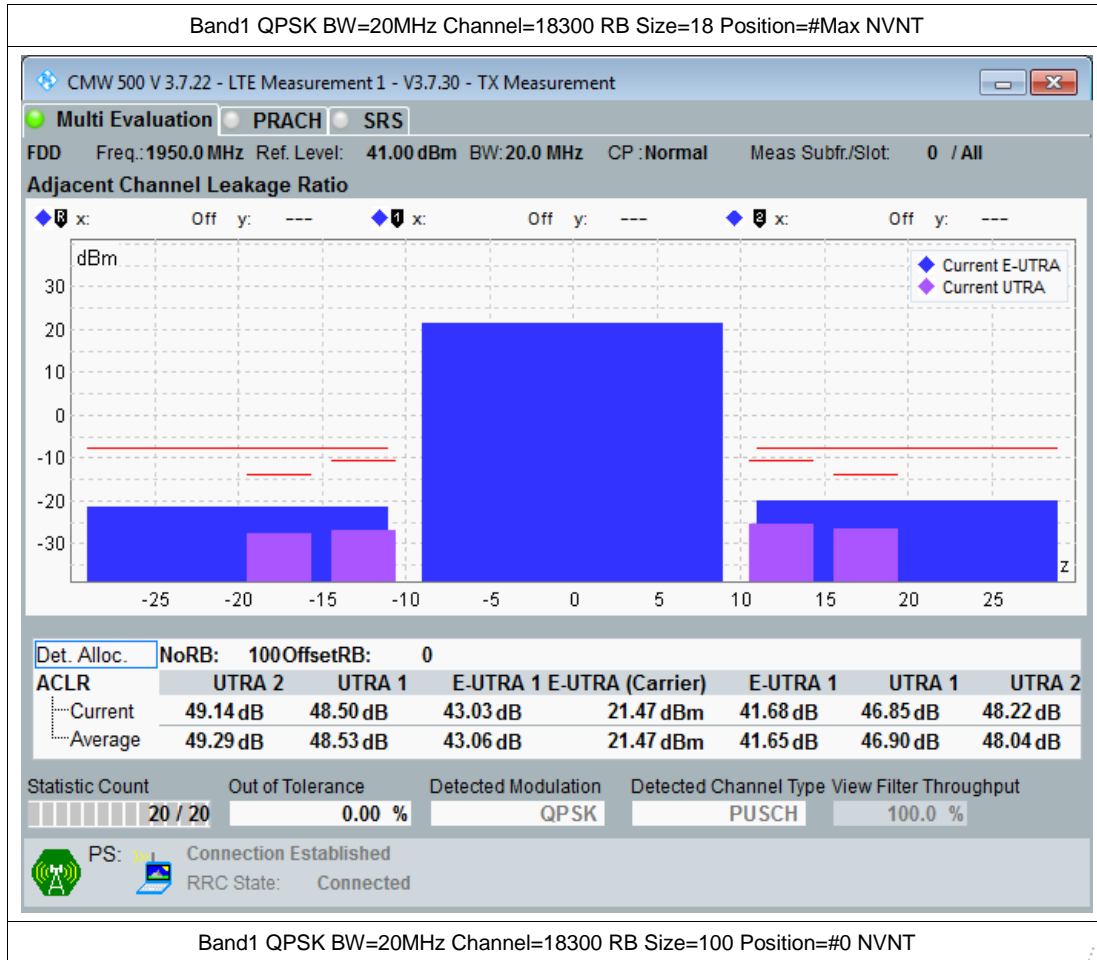 Band1 QPSK BW=20MHz Channel=18300 RB Size=18 Position=#Max NVNT
CMW 500 V 3.7.22 - LTE Measurement 1 - V3.7.30 - TX Measurement
Multi Evaluation PRACH SRS
FDD Freq.: 1950.0 MHz Ref. Level: 41.00 dBm BW: 20.0 MHz CP : Normal Meas Subfr./Slot: 0 / All
Adjacent Channel Leakage Ratio
R x: Off y: --- 1 x: Off y: --- 2 x: Off y: ---
dBm
Current E-UTRA
Current UTRA
30
20
10
0
-10
-20
-30
z
-25 -20 -15 -10 -5 0 5 10 15 20 25
Det. Alloc. NoRB: 100 OffsetRB: 0
ACLR UTRA 2 UTRA 1 E-UTRA 1 E-UTRA (Carrier) E-UTRA 1 UTRA 1 UTRA 2
Current 49.14 dB 48.50 dB 43.03 dB 21.47 dBm 41.68 dB 46.85 dB 48.22 dB
Average 49.29 dB 48.53 dB 43.06 dB 21.47 dBm 41.65 dB 46.90 dB 48.04 dB
Statistic Count Out of Tolerance Detected Modulation Detected Channel Type View Filter Throughput
20 / 20 0.00 % QPSK PUSCH 100.0 %
PS: Connection Established
RRC State: Connected
Band1 QPSK BW=20MHz Channel=18300 RB Size=100 Position=#0 NVNT